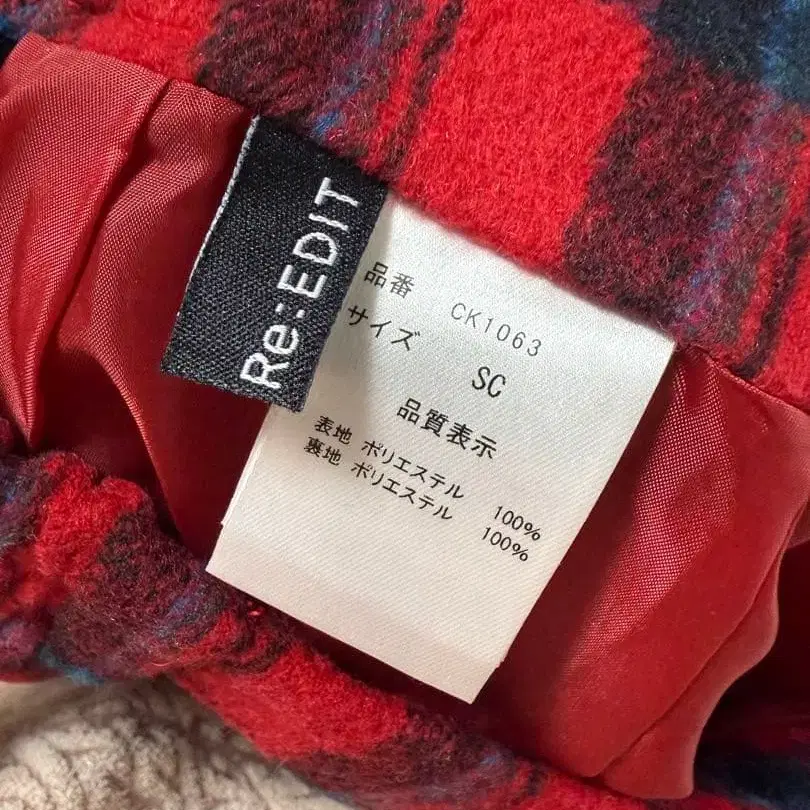 Re:EDIT
品番 CK1063
サイズ SC
品質表示
表地 ポリエステル 100%
裏地 ポリエステル 100%